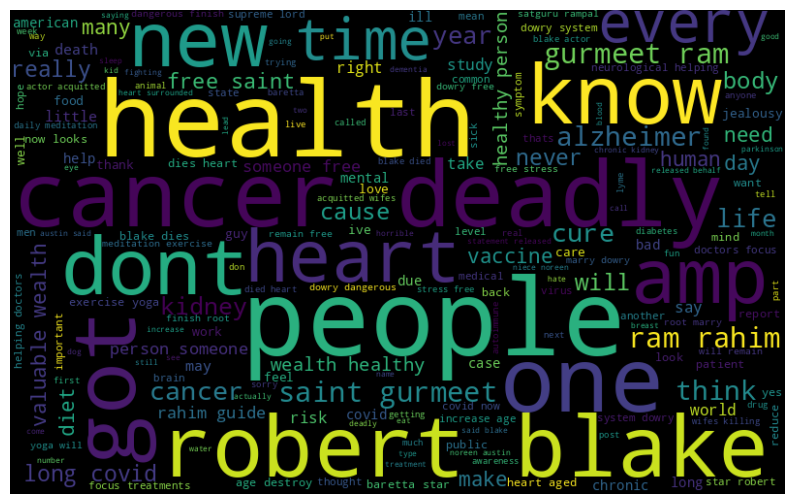 saying dangerous finish supreme lord ill mean satguru rampal
american many new time year dowry system every good
week way going put blake actor
via death
really free saint right study gurmeet ram
slams trying neurological helping
kid fighting dementia common body
hope actor acquitted animal heart surrounded state baretta last dowry free healthy person symptom blood anyone
food health know jealousy
little live called two sick alzheimer need
well daily meditation lead found chronic kidney parkinson
now looks help thank dies heart someone free take never human day
eye mental free stress released behalf
love acquitted wifes want
cancer deadly
men austin said cause lyme tell
blake dies guy remain free ive level cure life
meditation exercise horrible real call diabetes month
don statement released mind
dont heart vaccine bad doctors focus
valuable wealth dowry dangerous due medical niece noreen marry dowry care fun
died heart stress free will amp
helping doctors exercise yoga kidney back hate virus report part
important finish root say another breast root marry
increase work people next look will remain ram rahim
diet got person someone case patient
dog still may wealth healthy
first brain feel name one
cancer sorry saint gurmeet think yes
actually drug
rahim guide risk covid getting covid now increase age world reduce
cure yoga will deadly eat system dowry wifes killing
robert blake
number water much said blake post
long covid type noreen austin public
treatment awareness
thought make chronic long star robert
focus treatments age destroy baretta star heart aged